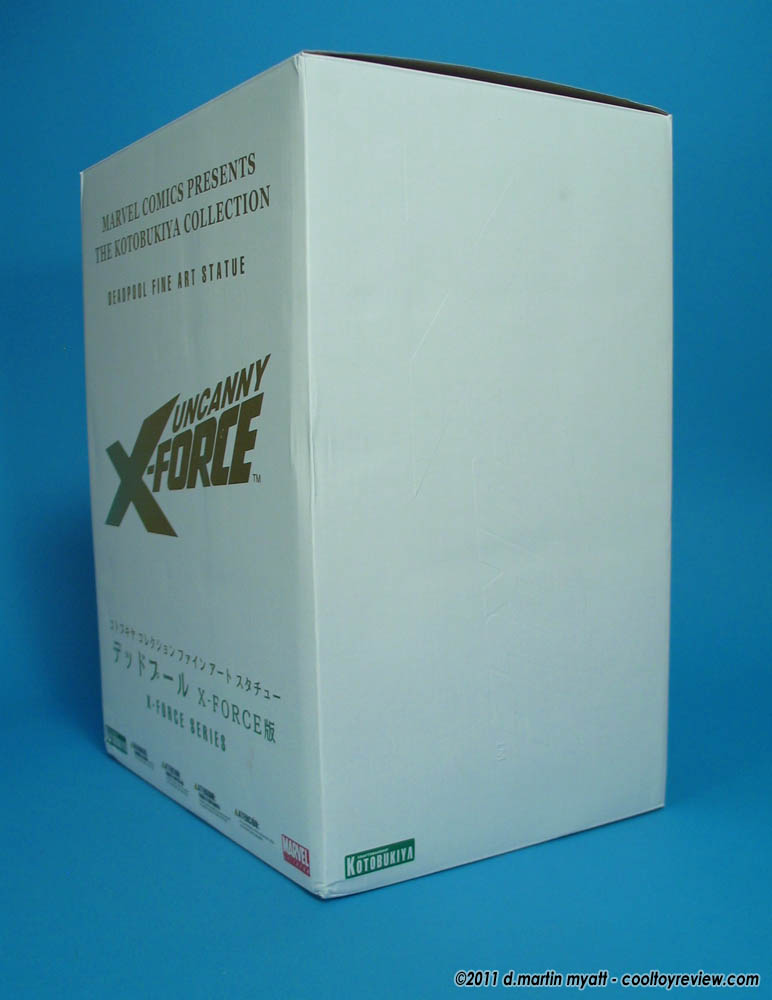 MARVEL COMICS PRESENTS
THE KOTOBUKIYA COLLECTION
DEADPOOL FINE ART STATUE
UNCANNY
X-FORCE™
コトブキヤ コレクション ファイン アート スタチュー
デッドプール X-FORCE版
X-FORCE SERIES
MARVEL
KOTOBUKIYA
©2011 d.martin myatt - cooltoyreview.com